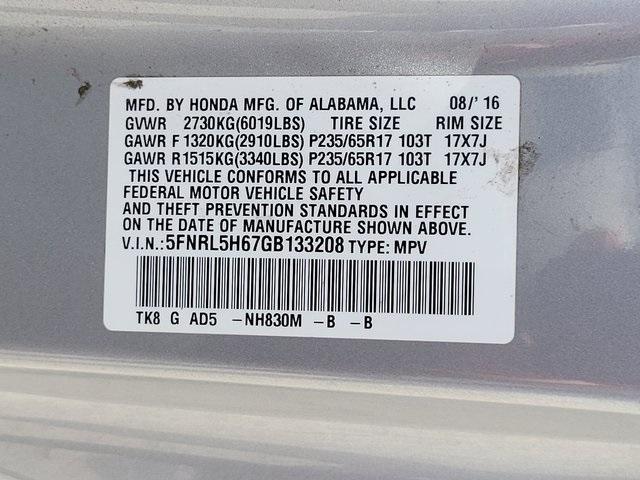 MFD. BY HONDA MFG. OF ALABAMA, LLC 08/'16
GVWR 2730KG(6019LBS) TIRE SIZE RIM SIZE
GAWR F 1320KG(2910LBS) P235/65R17 103T 17X7J
GAWR R1515KG(3340LBS) P235/65R17 103T 17X7J
THIS VEHICLE CONFORMS TO ALL APPLICABLE
FEDERAL MOTOR VEHICLE SAFETY
AND THEFT PREVENTION STANDARDS IN EFFECT
ON THE DATE OF MANUFACTURE SHOWN ABOVE.
V.I.N.: 5FNRL5H67GB133208 TYPE: MPV
TK8 G AD5 -NH830M -B -B